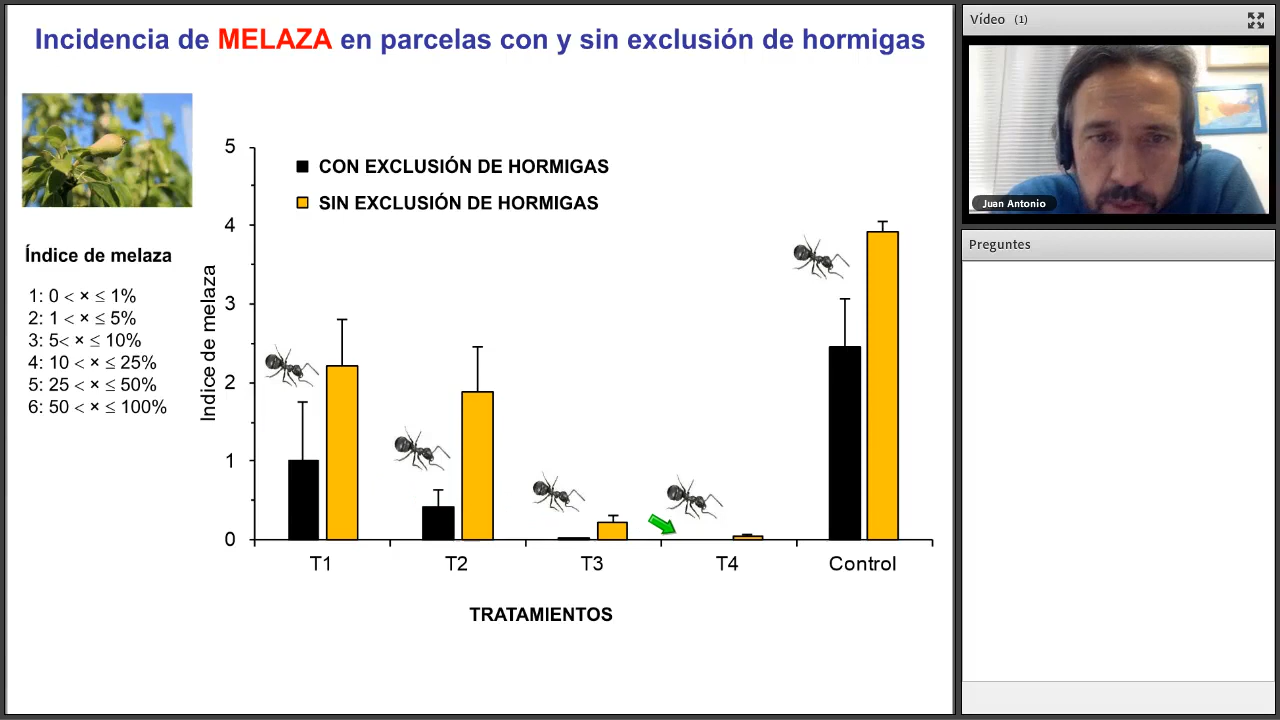 Incidencia de MELAZA en parcelas con y sin exclusión de hormigas
Índice de melaza
1: 0 < × ≤ 1%
2: 1 < × ≤ 5%
3: 5< × ≤ 10%
4: 10 < × ≤ 25%
5: 25 < × ≤ 50%
6: 50 < × ≤ 100%
CON EXCLUSIÓN DE HORMIGAS
SIN EXCLUSIÓN DE HORMIGAS
Indice de melaza
5
4
3
2
1
0
T1 T2 T3 T4 Control
TRATAMIENTOS
Vídeo (1)
Juan Antonio
Preguntes